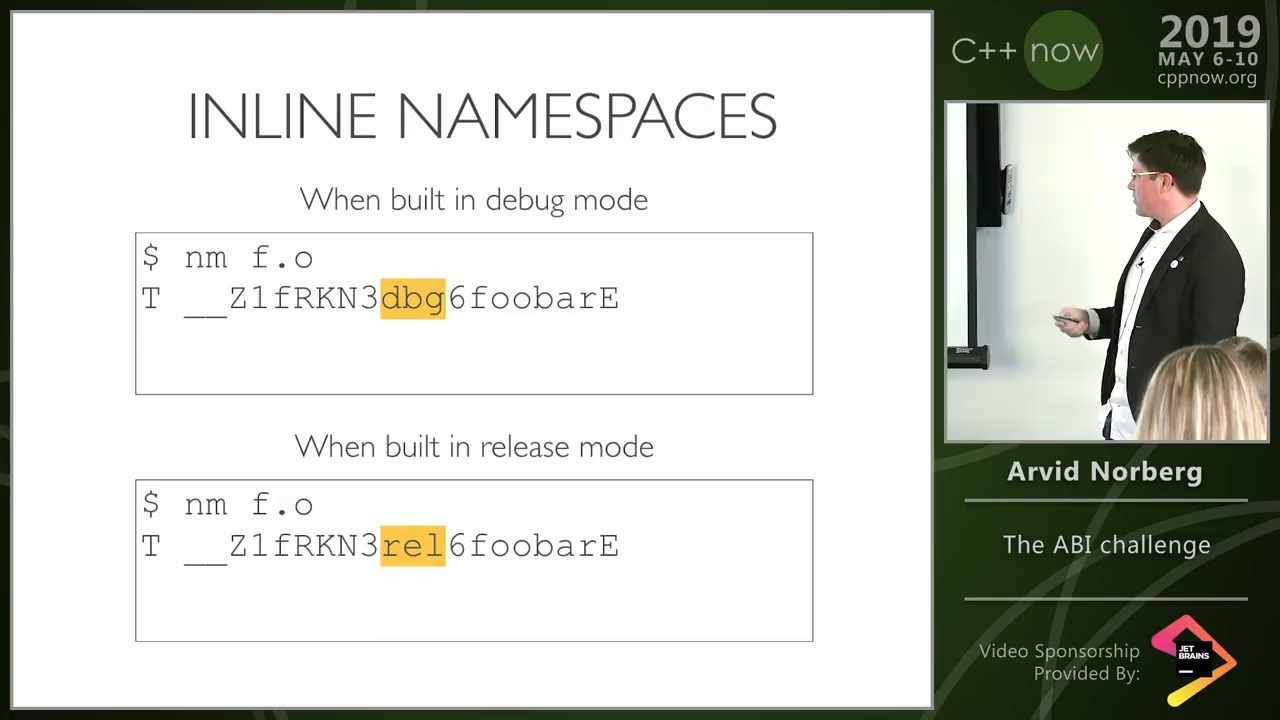 INLINE NAMESPACES
When built in debug mode
$ nm f.o
T __Z1fRKN3dbg6foobarE
When built in release mode
$ nm f.o
T __Z1fRKN3rel6foobarE
C++ now
2019
MAY 6-10
cppnow.org
Arvid Norberg
The ABI challenge
Video Sponsorship
Provided By:
JET
BRAINS